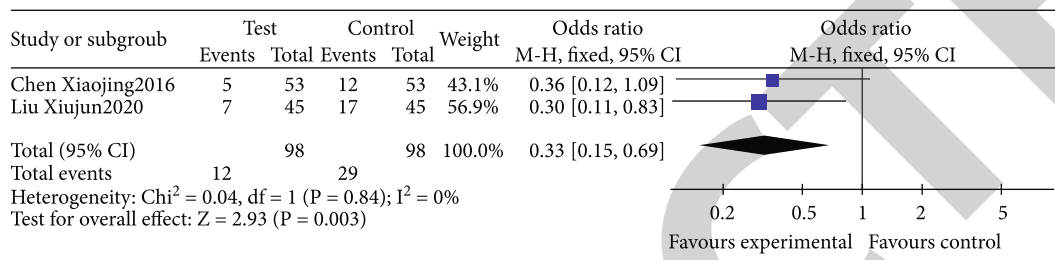 Study or subgroub Test Control Weight Odds ratio Odds ratio
Events Total Events Total M-H, fixed, 95% CI M-H, fixed, 95% CI
Chen Xiaojing2016 5 53 12 53 43.1% 0.36 [0.12, 1.09]
Liu Xiujun2020 7 45 17 45 56.9% 0.30 [0.11, 0.83]
Total (95% CI) 98 98 100.0% 0.33 [0.15, 0.69]
Total events 12 29
Heterogeneity: Chi² = 0.04, df = 1 (P = 0.84); I² = 0%
Test for overall effect: Z = 2.93 (P = 0.003)
0.2 0.5 1 2 5
Favours experimental Favours control